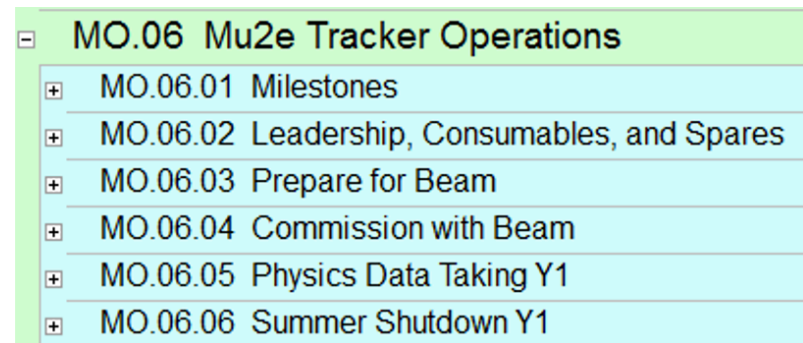 MO.06 Mu2e Tracker Operations
MO.06.01 Milestones
MO.06.02 Leadership, Consumables, and Spares
MO.06.03 Prepare for Beam
MO.06.04 Commission with Beam
MO.06.05 Physics Data Taking Y1
MO.06.06 Summer Shutdown Y1